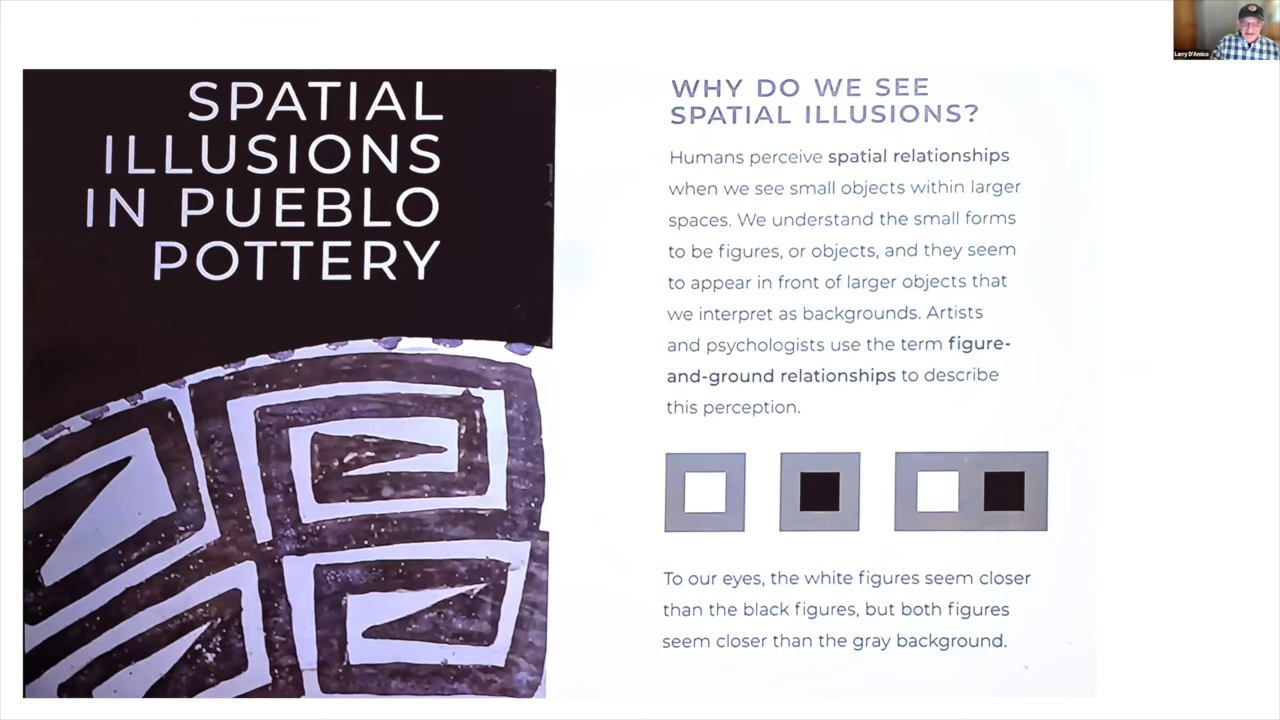 SPATIAL
ILLUSIONS
IN PUEBLO
POTTERY
WHY DO WE SEE
SPATIAL ILLUSIONS?
Humans perceive spatial relationships
when we see small objects within larger
spaces. We understand the small forms
to be figures, or objects, and they seem
to appear in front of larger objects that
we interpret as backgrounds. Artists
and psychologists use the term figure-
and-ground relationships to describe
this perception.
To our eyes, the white figures seem closer
than the black figures, but both figures
seem closer than the gray background.
Larry D'Amico